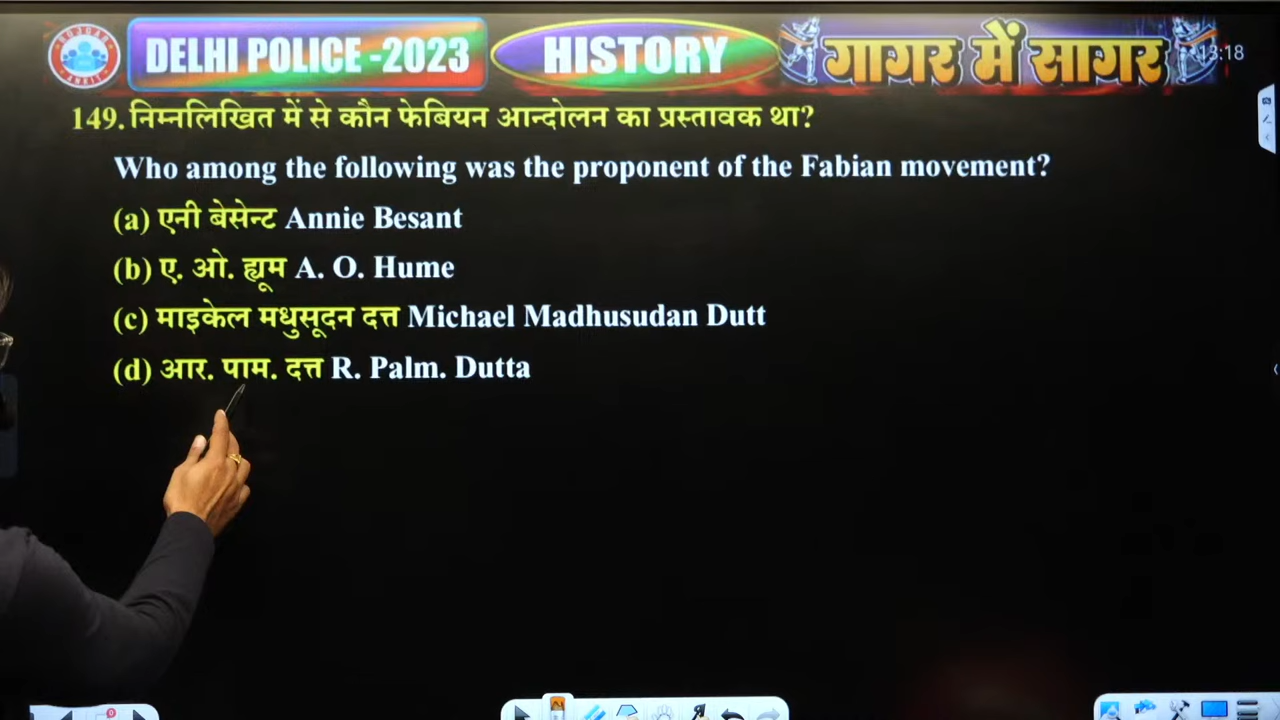 ROJGAR
ANKIT
DELHI POLICE -2023
HISTORY
गागर में सागर
13:18
149. निम्नलिखित में से कौन फेबियन आन्दोलन का प्रस्तावक था?
Who among the following was the proponent of the Fabian movement?
(a) एनी बेसेन्ट Annie Besant
(b) ए. ओ. ह्यूम A. O. Hume
(c) माइकेल मधुसूदन दत्त Michael Madhusudan Dutt
(d) आर. पाम. दत्त R. Palm. Dutta